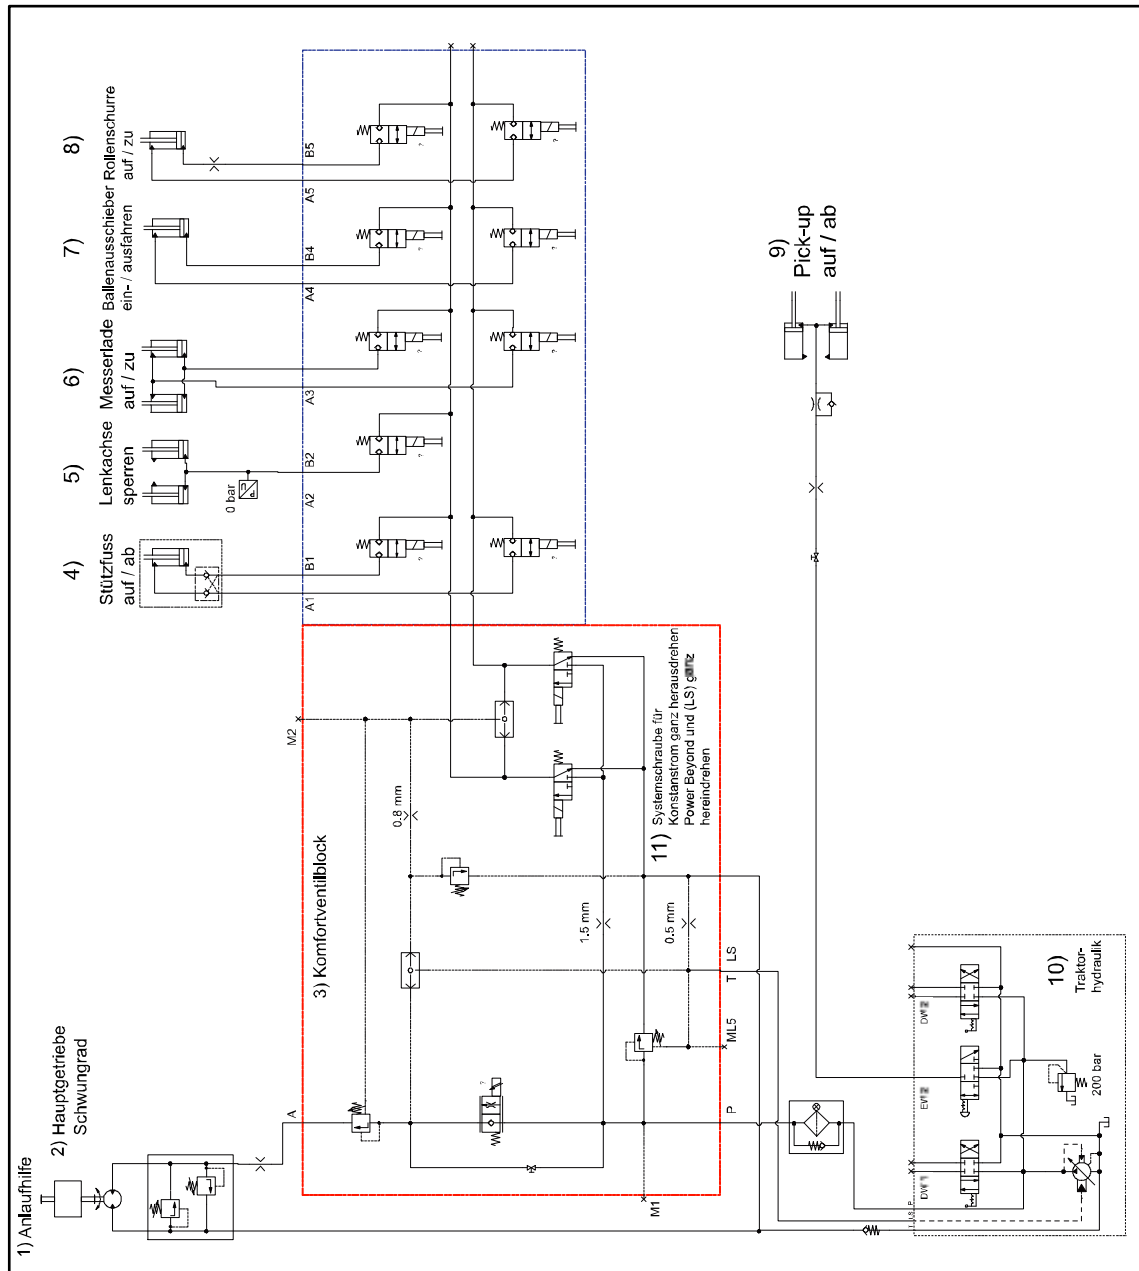 1) Anlaufhilfe
2) Hauptgetriebe
Schwungrad
3) Komfortventilblock
4)
Stützfuss
auf / ab
5)
Lenkachse
sperren
6)
Messerlade
auf / zu
7)
Ballenausschieber
ein- / ausfahren
8)
Rollenschurre
auf / zu
9)
Pick-up
auf / ab
10)
Traktor-
hydraulik
11)
Systemschraube für
Konstanstrom ganz herausdrehen
Power Beyond und (LS) ganz
hereindrehen
0 bar
A1
B1
A2
B2
A3
A4
B4
A5
B5
M2
0.8 mm
1.5 mm
0.5 mm
A
P
ML5
T
LS
M1
200 bar